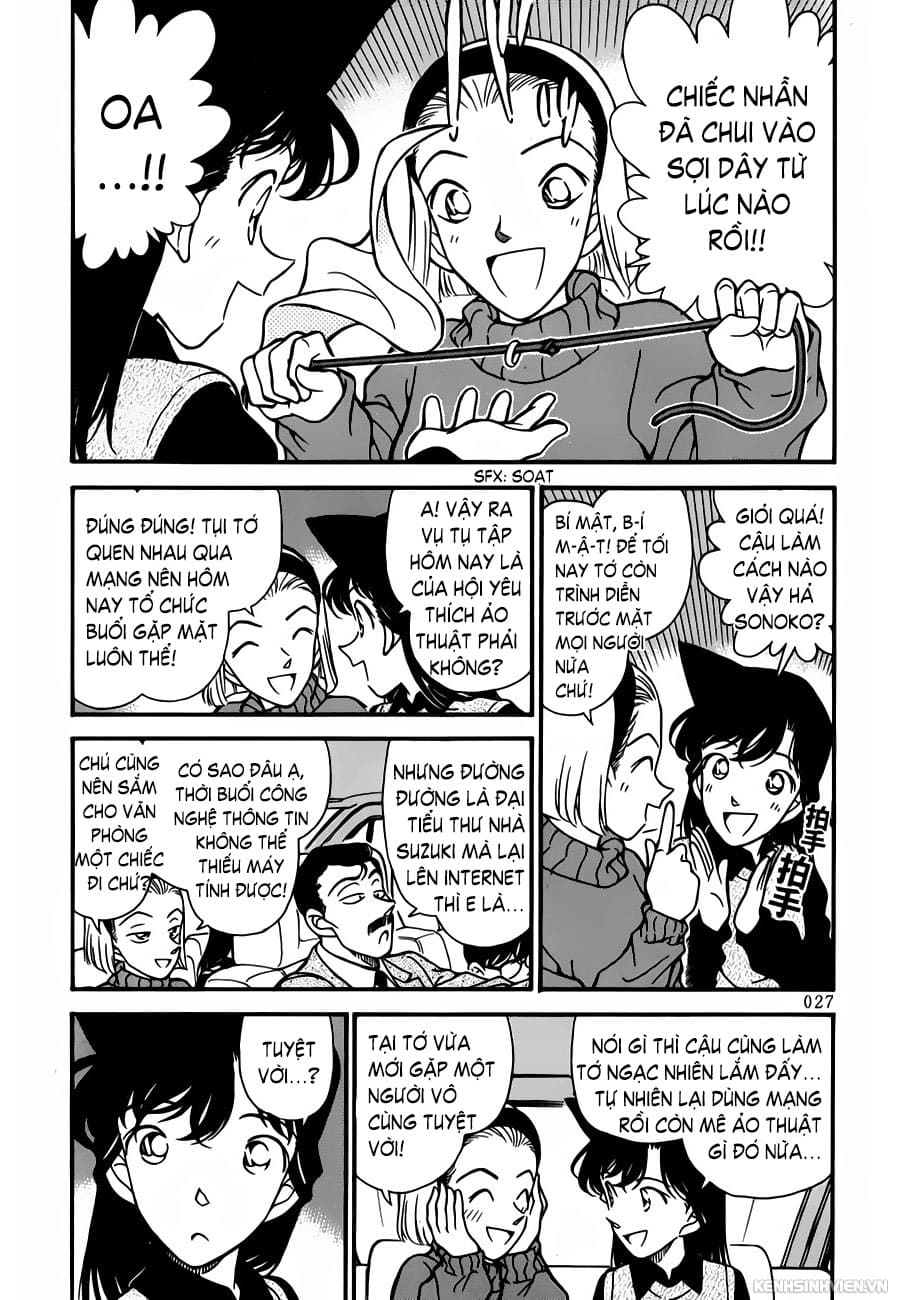 CHIẾC NHẪN
ĐÃ CHUI VÀO
SỢI DÂY TỪ
LÚC NÀO
RỒI!!
OA
...!!
SFX: SOẠT
GIỎI QUÁ!
CẬU LÀM
CÁCH NÀO
VẬY HẢ
SONOKO?
BÍ MẬT, B-Í
M-Ậ-T! ĐỂ TỐI
NAY TỚ CÒN
TRÌNH DIỄN
TRƯỚC MẶT
MỌI NGƯỜI
NỮA
CHỨ!
拍手
拍手
A! VẬY RA
VỤ TỤ TẬP
HÔM NAY LÀ
CỦA HỘI YÊU
THÍCH ẢO
THUẬT PHẢI
KHÔNG?
ĐÚNG ĐÚNG! TỤI TỚ
QUEN NHAU QUA
MẠNG NÊN HÔM
NAY TỔ CHỨC
BUỔI GẶP MẶT
LUÔN THỂ!
NHƯNG ĐƯỜNG
ĐƯỜNG LÀ ĐẠI
TIỂU THƯ NHÀ
SUZUKI MÀ LẠI
LÊN INTERNET
THÌ E LÀ...
CÓ SAO ĐÂU Ạ,
THỜI BUỔI CÔNG
NGHỆ THÔNG TIN
KHÔNG THỂ
THIẾU MÁY
TÍNH ĐƯỢC!
CHÚ CŨNG
NÊN SẮM
CHO VĂN
PHÒNG
MỘT CHIẾC
ĐI CHỨ?
027
NÓI GÌ THÌ CẬU CŨNG LÀM
TỚ NGẠC NHIÊN LẮM ĐẤY...
TỰ NHIÊN LẠI DÙNG MẠNG
RỒI CÒN MÊ ẢO THUẬT
GÌ ĐÓ NỮA...
TẠI TỚ VỪA
MỚI GẶP MỘT
NGƯỜI VÔ
CÙNG TUYỆT
VỜI!
TUYỆT
VỜI...?
KENHSINHVIEN.VN